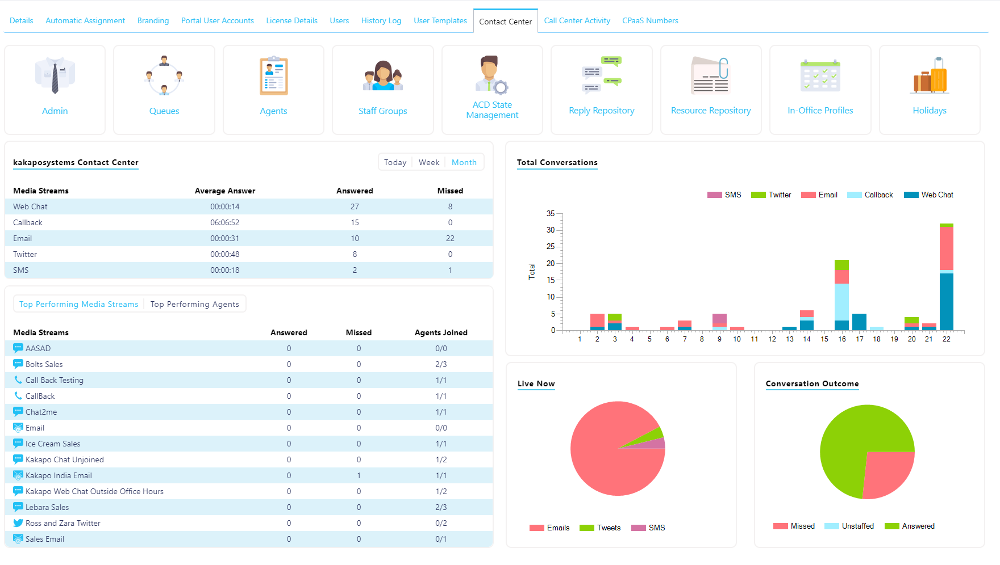 Details Automatic Assignment Branding Portal User Accounts License Details Users History Log User Templates Contact Center Call Center Activity CPaaS Numbers
Admin
Queues
Agents
Staff Groups
ACD State
Management
Reply Repository
Resource Repository
In-Office Profiles
Holidays
kakaposystems Contact Center
Today Week Month
Media Streams Average Answer Answered Missed
Web Chat 00:00:14 27 8
Callback 06:06:52 15 0
Email 00:00:31 10 22
Twitter 00:00:48 8 0
SMS 00:00:18 2 1
Top Performing Media Streams Top Performing Agents
Media Streams Answered Missed Agents Joined
AASAD 0 0 0/0
Bolts Sales 0 0 2/3
Call Back Testing 0 0 1/1
CallBack 0 0 1/1
Chat2me 0 0 1/1
Email 0 0 0/0
Ice Cream Sales 0 0 1/1
Kakapo Chat Unjoined 0 0 1/2
Kakapo India Email 0 1 1/1
Kakapo Web Chat Outside Office Hours 0 0 1/2
Lebara Sales 0 0 2/3
Ross and Zara Twitter 0 0 0/2
Sales Email 0 0 0/1
Total Conversations
SMS Twitter Email Callback Web Chat
Total
35
30
25
20
15
10
5
0
1 2 3 4 5 6 7 8 9 10 11 12 13 14 15 16 17 18 19 20 21 22
Live Now
Emails Tweets SMS
Conversation Outcome
Missed Unstaffed Answered